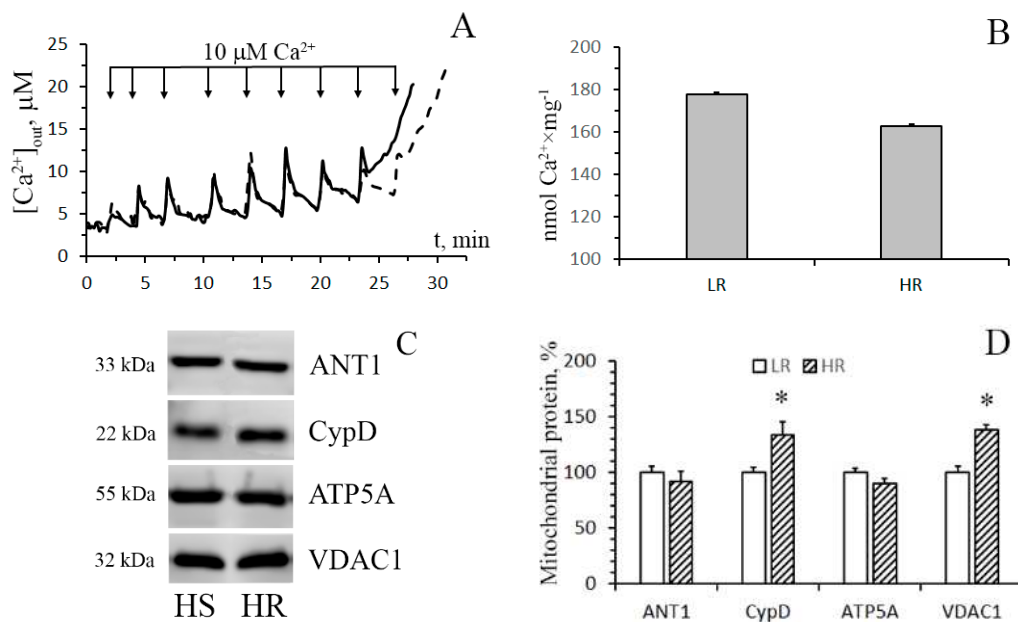 A
10 μM Ca²⁺
[Ca²⁺]out, μM
25
20
15
10
5
0
0 5 10 15 20 25 30
t, min
B
nmol Ca²⁺×mg⁻¹
200
180
160
140
120
100
LR HR
C
33 kDa ANT1
22 kDa CypD
55 kDa ATP5A
32 kDa VDAC1
HS HR
D
Mitochondrial protein, %
200
150
100
50
0
LR HR
* *
ANT1 CypD ATP5A VDAC1